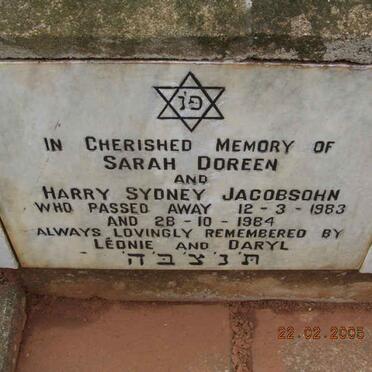 פ״נ
IN CHERISHED MEMORY OF
SARAH DOREEN
AND
HARRY SYDNEY JACOBSOHN
WHO PASSED AWAY 12-3-1983
AND 28-10-1984
ALWAYS LOVINGLY REMEMBERED BY
LÉONIE AND DARYL
ת׳נ׳צ׳ב׳ה׳
22.02.2005